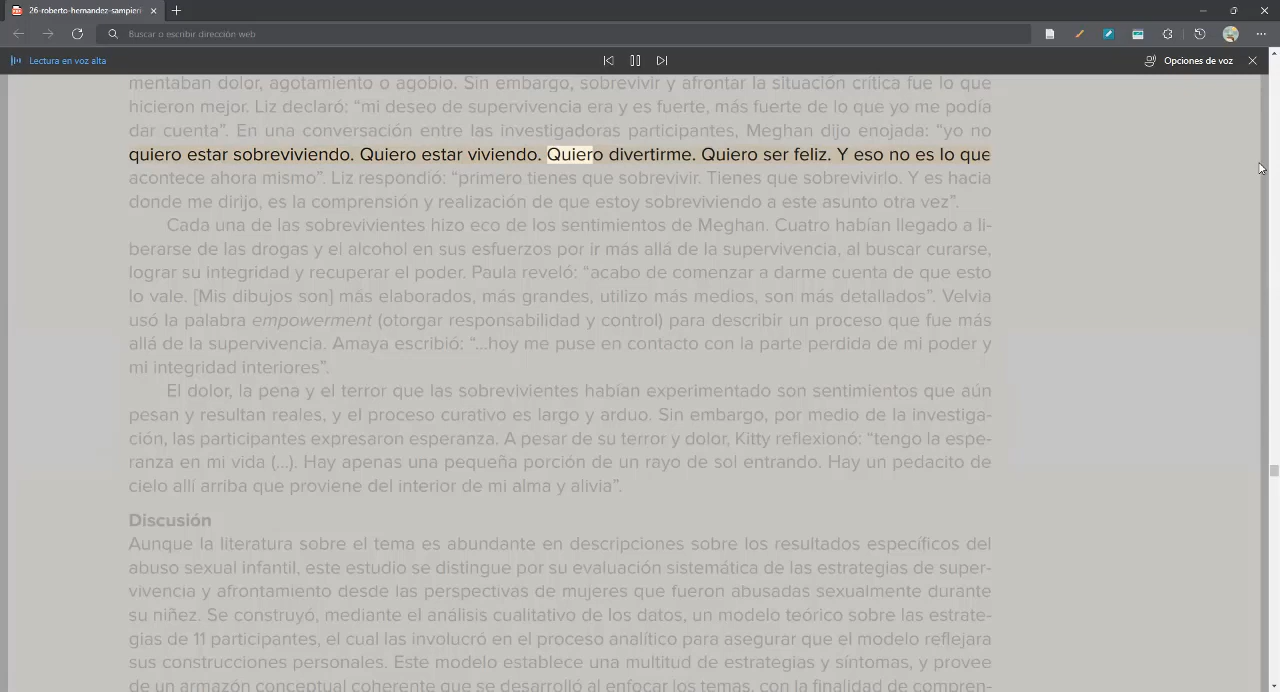 26-roberto-hernandez-sampieri
Buscar o escribir dirección web
Lectura en voz alta
Opciones de voz
mentaban dolor, agotamiento o agobio. Sin embargo, sobrevivir y afrontar la situación crítica fue lo que
hicieron mejor. Liz declaró: “mi deseo de supervivencia era y es fuerte, más fuerte de lo que yo me podía
dar cuenta”. En una conversación entre las investigadoras participantes, Meghan dijo enojada: “yo no
quiero estar sobreviviendo. Quiero estar viviendo. Quiero divertirme. Quiero ser feliz. Y eso no es lo que
acontece ahora mismo”. Liz respondió: “primero tienes que sobrevivir. Tienes que sobrevivirlo. Y es hacia
donde me dirijo, es la comprensión y realización de que estoy sobreviviendo a este asunto otra vez”.
Cada una de las sobrevivientes hizo eco de los sentimientos de Meghan. Cuatro habían llegado a li-
berarse de las drogas y el alcohol en sus esfuerzos por ir más allá de la supervivencia, al buscar curarse,
lograr su integridad y recuperar el poder. Paula reveló: “acabo de comenzar a darme cuenta de que esto
lo vale. [Mis dibujos son] más elaborados, más grandes, utilizo más medios, son más detallados”. Velvia
usó la palabra empowerment (otorgar responsabilidad y control) para describir un proceso que fue más
allá de la supervivencia. Amaya escribió: “...hoy me puse en contacto con la parte perdida de mi poder y
mi integridad interiores”.
El dolor, la pena y el terror que las sobrevivientes habían experimentado son sentimientos que aún
pesan y resultan reales, y el proceso curativo es largo y arduo. Sin embargo, por medio de la investiga-
ción, las participantes expresaron esperanza. A pesar de su terror y dolor, Kitty reflexionó: “tengo la espe-
ranza en mi vida (...). Hay apenas una pequeña porción de un rayo de sol entrando. Hay un pedacito de
cielo allí arriba que proviene del interior de mi alma y alivia”.
Discusión
Aunque la literatura sobre el tema es abundante en descripciones sobre los resultados específicos del
abuso sexual infantil, este estudio se distingue por su evaluación sistemática de las estrategias de super-
vivencia y afrontamiento desde las perspectivas de mujeres que fueron abusadas sexualmente durante
su niñez. Se construyó, mediante el análisis cualitativo de los datos, un modelo teórico sobre las estrate-
gias de 11 participantes, el cual las involucró en el proceso analítico para asegurar que el modelo reflejara
sus construcciones personales. Este modelo establece una multitud de estrategias y síntomas, y provee
de un armazón conceptual coherente que se desarrolló al enfocar los temas, con la finalidad de compren-